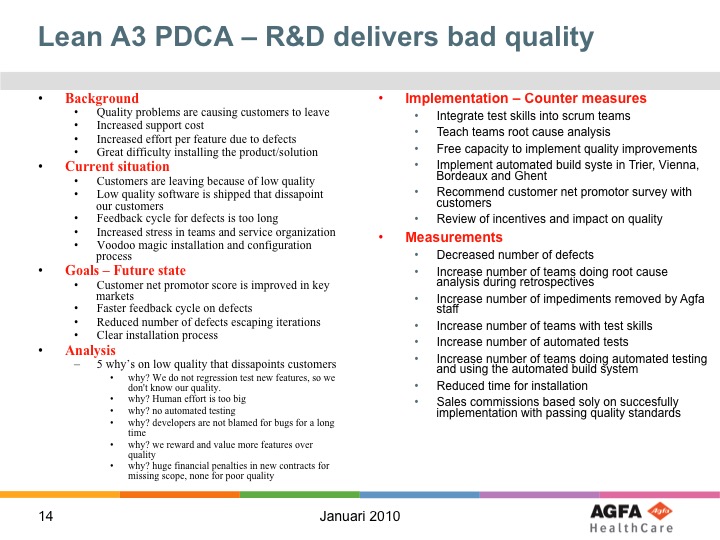 Lean A3 PDCA – R&D delivers bad quality
• Background
• Quality problems are causing customers to leave
• Increased support cost
• Increased effort per feature due to defects
• Great difficulty installing the product/solution
• Current situation
• Customers are leaving because of low quality
• Low quality software is shipped that dissapoint
our customers
• Feedback cycle for defects is too long
• Increased stress in teams and service organization
• Voodoo magic installation and configuration
process
• Goals – Future state
• Customer net promotor score is improved in key
markets
• Faster feedback cycle on defects
• Reduced number of defects escaping iterations
• Clear installation process
• Analysis
– 5 why's on low quality that dissapoints customers
• why? We do not regression test new features, so we
don't know our quality.
• why? Human effort is too big
• why? no automated testing
• why? developers are not blamed for bugs for a long
time
• why? we reward and value more features over
quality
• why? huge financial penalties in new contracts for
missing scope, none for poor quality
• Implementation – Counter measures
• Integrate test skills into scrum teams
• Teach teams root cause analysis
• Free capacity to implement quality improvements
• Implement automated build syste in Trier, Vienna,
Bordeaux and Ghent
• Recommend customer net promotor survey with
customers
• Review of incentives and impact on quality
• Measurements
• Decreased number of defects
• Increase number of teams doing root cause
analysis during retrospectives
• Increase number of impediments removed by Agfa
staff
• Increase number of teams with test skills
• Increase number of automated tests
• Increase number of teams doing automated testing
and using the automated build system
• Reduced time for installation
• Sales commissions based soly on succesfully
implementation with passing quality standards
14
Januari 2010
AGFA Agfa
HealthCare